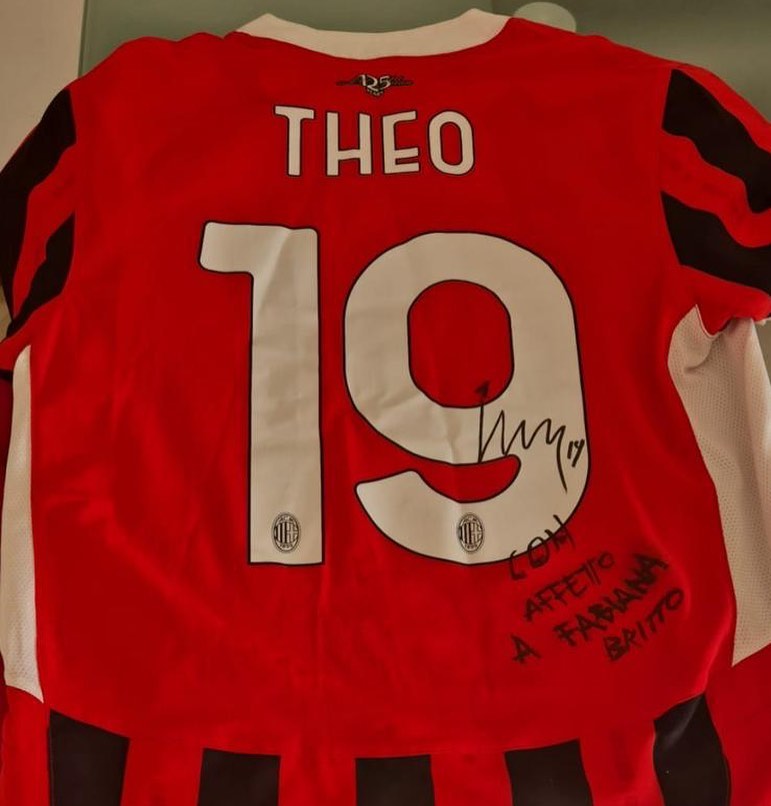 125
THEO
19
19
CON
AFFETTO
A FABIANA
BRITTO